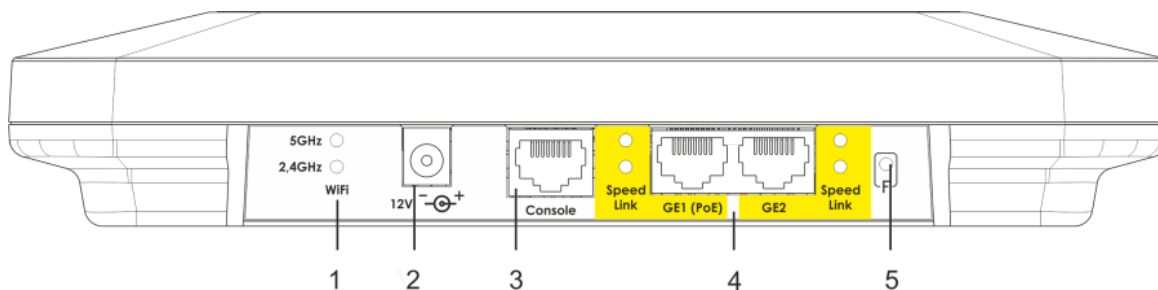 5GHz
2,4GHz
WiFi
12V
− +
Console
Speed
Link
GE1 (PoE)
GE2
Speed
Link
F
1 2 3 4 5